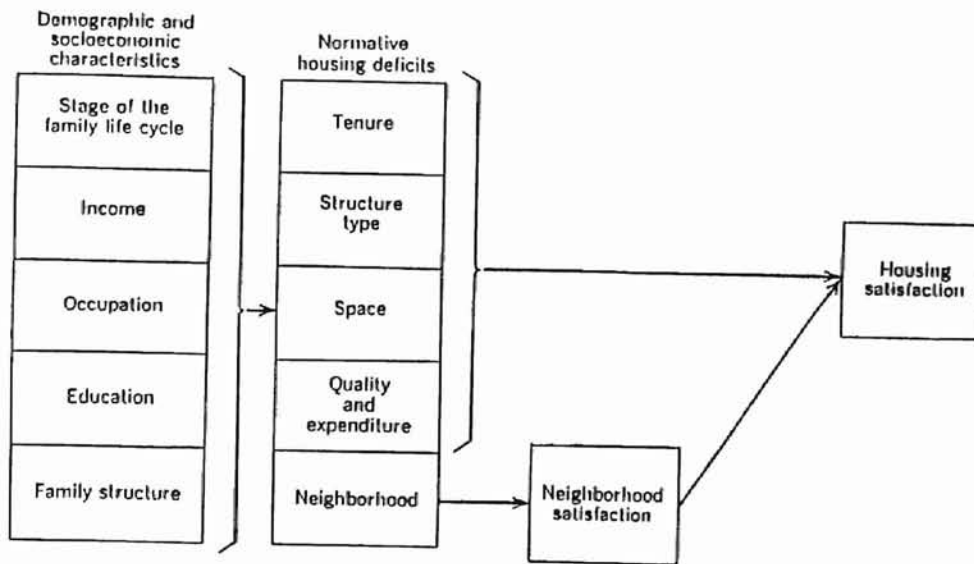 Demographic and
socioeconomic
characteristics
Stage of the
family life cycle
Income
Occupation
Education
Family structure
Normative
housing deficits
Tenure
Structure
type
Space
Quality
and
expenditure
Neighborhood
Neighborhood
satisfaction
Housing
satisfaction